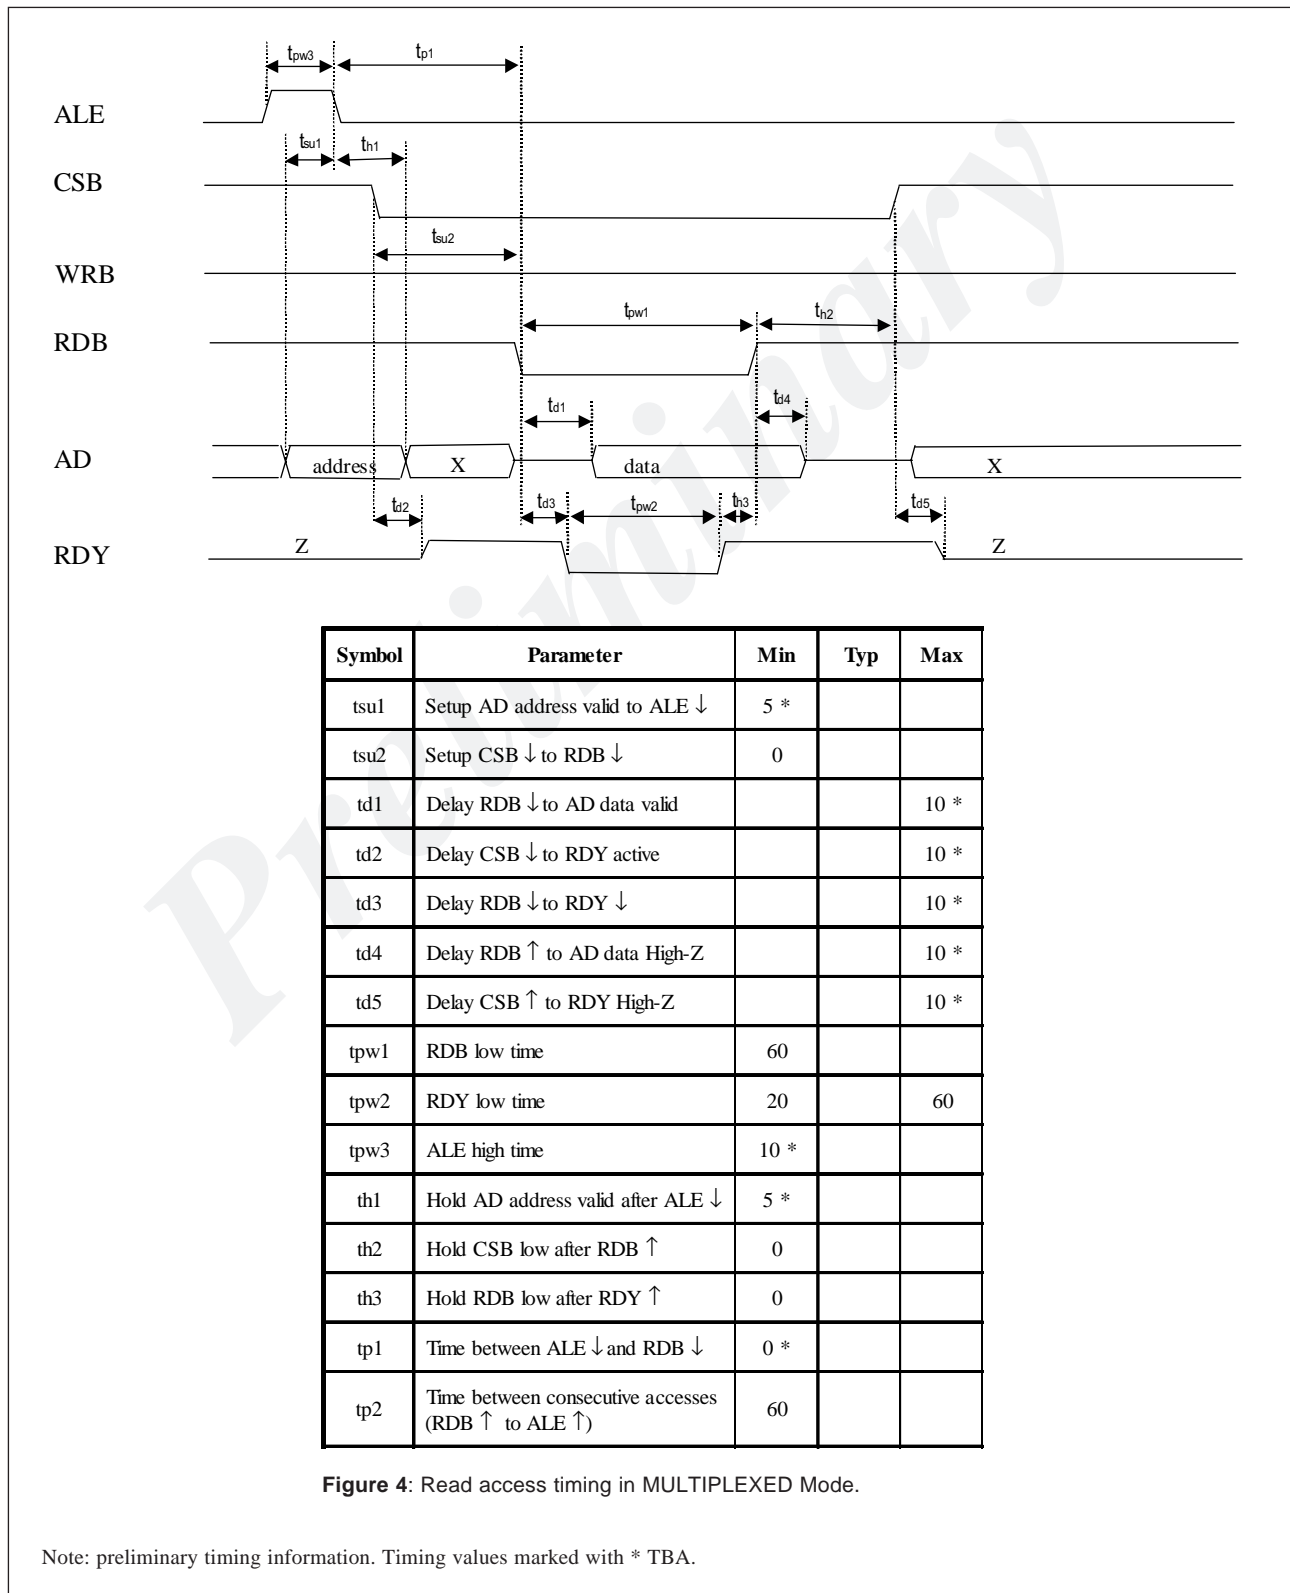 tpw3 tp1
ALE
tsu1 th1
CSB
tsu2
WRB
tpw1 th2
RDB
td1 td4
AD address X data X
td2 td3 tpw2 th3 td5
RDY Z Z
Symbol Parameter Min Typ Max
tsu1 Setup AD address valid to ALE ↓ 5 *
tsu2 Setup CSB ↓ to RDB ↓ 0
td1 Delay RDB ↓ to AD data valid 10 *
td2 Delay CSB ↓ to RDY active 10 *
td3 Delay RDB ↓ to RDY ↓ 10 *
td4 Delay RDB ↑ to AD data High-Z 10 *
td5 Delay CSB ↑ to RDY High-Z 10 *
tpw1 RDB low time 60
tpw2 RDY low time 20 60
tpw3 ALE high time 10 *
th1 Hold AD address valid after ALE ↓ 5 *
th2 Hold CSB low after RDB ↑ 0
th3 Hold RDB low after RDY ↑ 0
tp1 Time between ALE ↓ and RDB ↓ 0 *
tp2 Time between consecutive accesses 60
(RDB ↑ to ALE ↑)
Figure 4: Read access timing in MULTIPLEXED Mode.
Note: preliminary timing information. Timing values marked with * TBA.
Preliminary